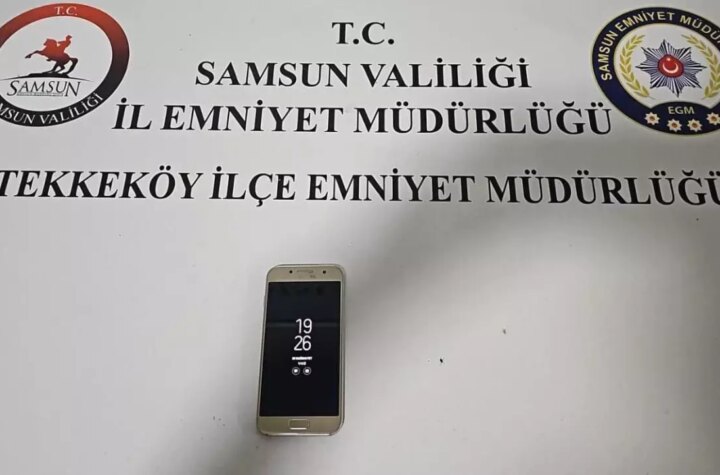 T.C.
SAMSUN VALİLİĞİ
İL EMNİYET MÜDÜRLÜĞÜ
TEKKEKÖY İLÇE EMNİYET MÜDÜRLÜĞÜ
SAMSUN
SAMSUN VALİLİĞİ
SAMSUN EMNİYET MÜDÜ
EGM
19
26